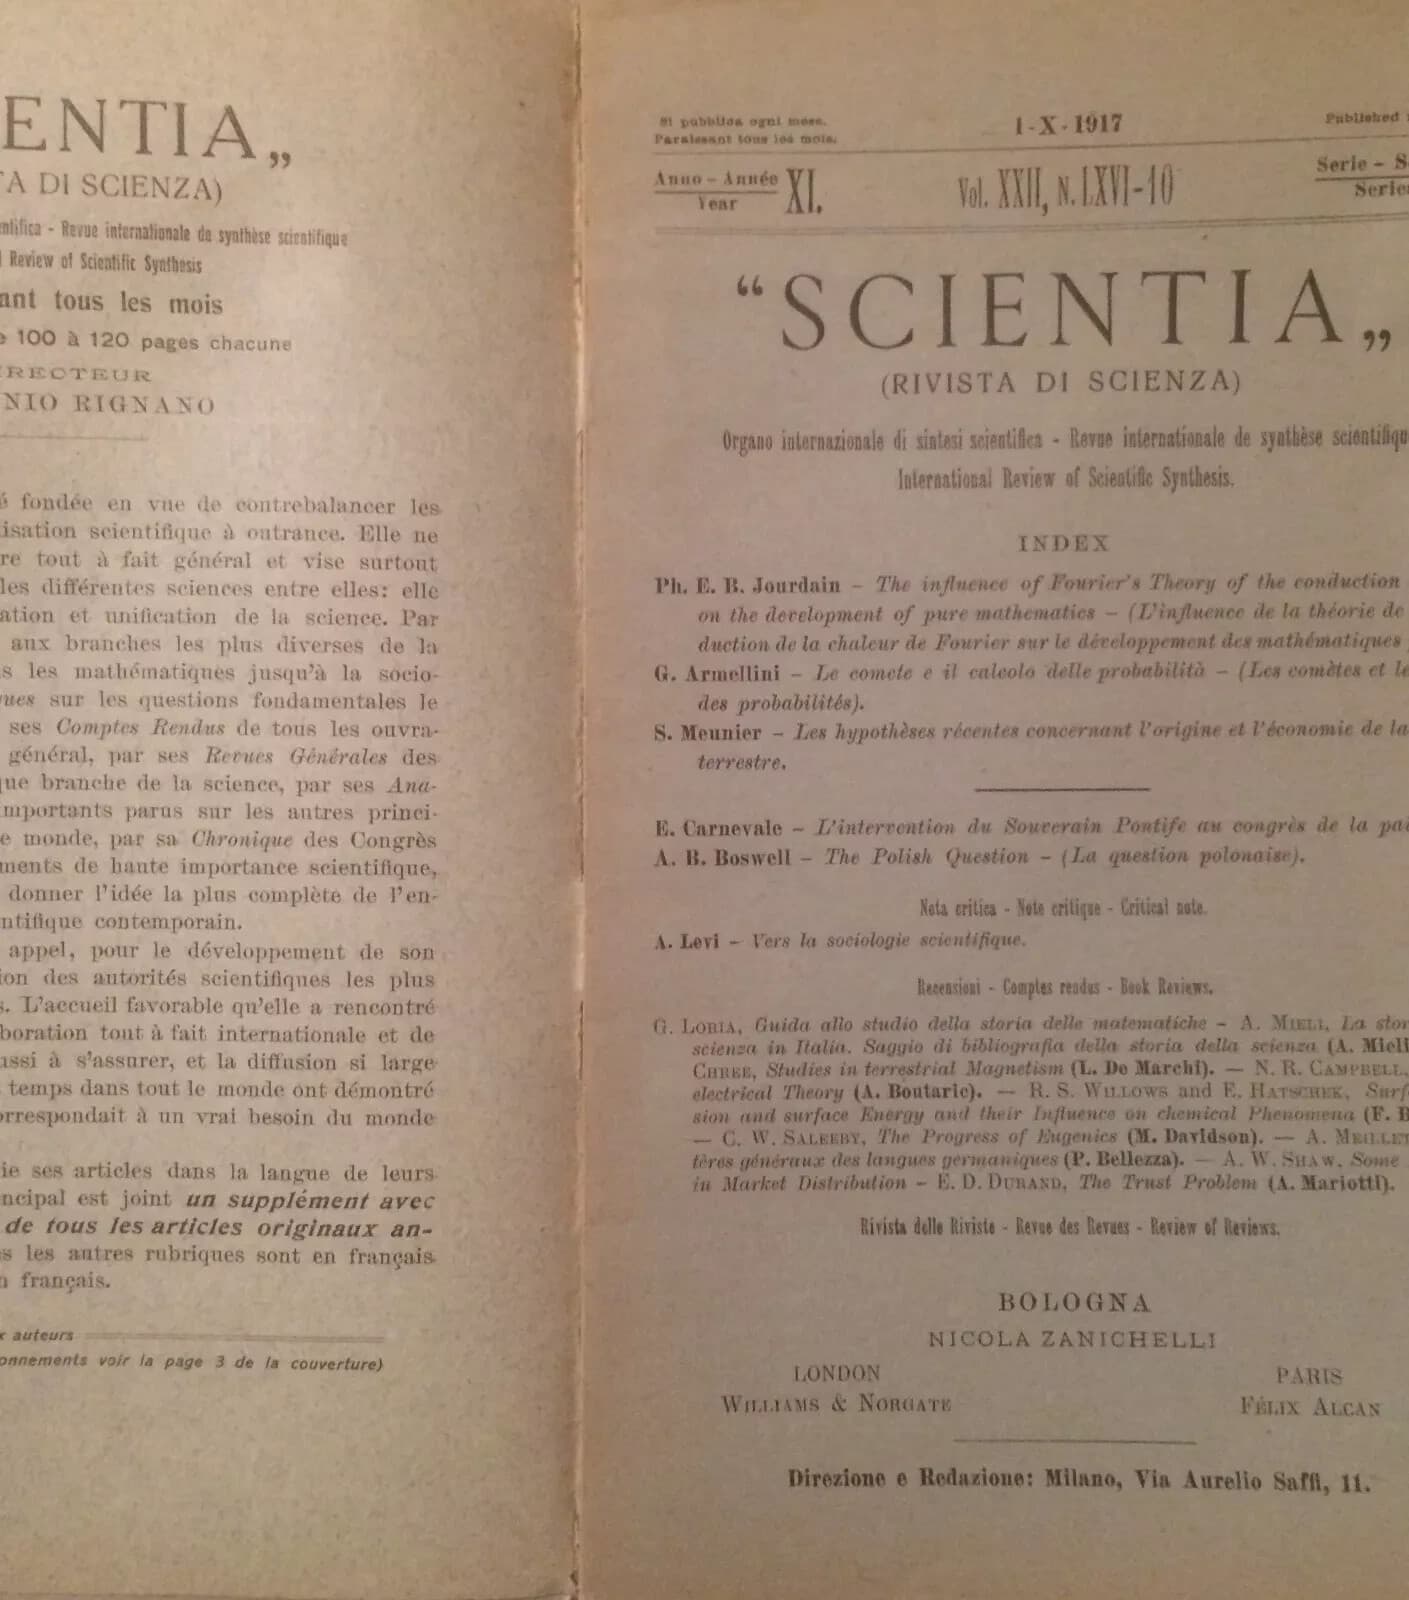 ENTIA„
TA DI SCIENZA)
entifica - Revue internationale de synthèse scientifique
l Review of Scientific Synthesis
ant tous les mois
e 100 à 120 pages chacune
IRECTEUR
NIO RIGNANO
é fondée en vue de contrebalancer les
isation scientifique à outrance. Elle ne
re tout à fait général et vise surtout
les différentes sciences entre elles: elle
ation et unification de la science. Par
aux branches les plus diverses de la
s les mathématiques jusqu'à la socio-
ues sur les questions fondamentales le
ses Comptes Rendus de tous les ouvra-
général, par ses Revues Générales des
que branche de la science, par ses Ana-
mportants parus sur les autres princi-
e monde, par sa Chronique des Congrès
ments de haute importance scientifique,
donner l'idée la plus complète de l'en-
ntifique contemporain.
appel, pour le développement de son
ion des autorités scientifiques les plus
s. L'accueil favorable qu'elle a rencontré
boration tout à fait internationale et de
ussi à s'assurer, et la diffusion si large
temps dans tout le monde ont démontré
orrespondait à un vrai besoin du monde
ie ses articles dans la langue de leurs
ncipal est joint un supplément avec
de tous les articles originaux an-
s les autres rubriques sont en français
n français.
x auteurs
onnements voir la page 3 de la couverture)
Si pubblica ogni mese.
Paraissant tous les mois.
1-X-1917
Published
Anno - Année
Year
XI.
Vol. XXII, N. LXVI-10
Serie - S
Series
"SCIENTIA„
(RIVISTA DI SCIENZA)
Organo internazionale di sintesi scientifica - Revue internationale de synthèse scientifiqu
International Review of Scientific Synthesis.
INDEX
Ph. E. B. Jourdain - The influence of Fourier's Theory of the conduction
on the development of pure mathematics - (L'influence de la théorie de
duction de la chaleur de Fourier sur le développement des mathématiques
G. Armellini - Le comete e il calcolo delle probabilità - (Les comètes et le
des probabilités).
S. Meunier - Les hypothèses récentes concernant l'origine et l'économie de la
terrestre.
E. Carnevale - L'intervention du Souverain Pontife au congrès de la pai
A. B. Boswell - The Polish Question - (La question polonaise).
Nota critica - Note critique - Critical note.
A. Levi - Vers la sociologie scientifique.
Recensioni - Comptes rendus - Book Reviews.
G. LORIA, Guida allo studio della storia delle matematiche - A. MIELI, La stor
scienza in Italia. Saggio di bibliografia della storia della scienza (A. Mieli
CHREE, Studies in terrestrial Magnetism (L. De Marchi). — N. R. CAMPBELL,
electrical Theory (A. Boutaric). — R. S. WILLOWS and E. HATSCHEK, Surf
sion and surface Energy and their Influence on chemical Phenomena (F. B
— C. W. SALEEBY, The Progress of Eugenics (M. Davidson). — A. MEILLET
tères généraux des langues germaniques (P. Bellezza). — A. W. SHAW, Some
in Market Distribution - E. D. DURAND, The Trust Problem (A. Mariotti).
Rivista delle Riviste - Revue des Revues - Review of Reviews.
BOLOGNA
NICOLA ZANICHELLI
LONDON
WILLIAMS & NORGATE
PARIS
FÉLIX ALCAN
Direzione e Redazione: Milano, Via Aurelio Saffi, 11.